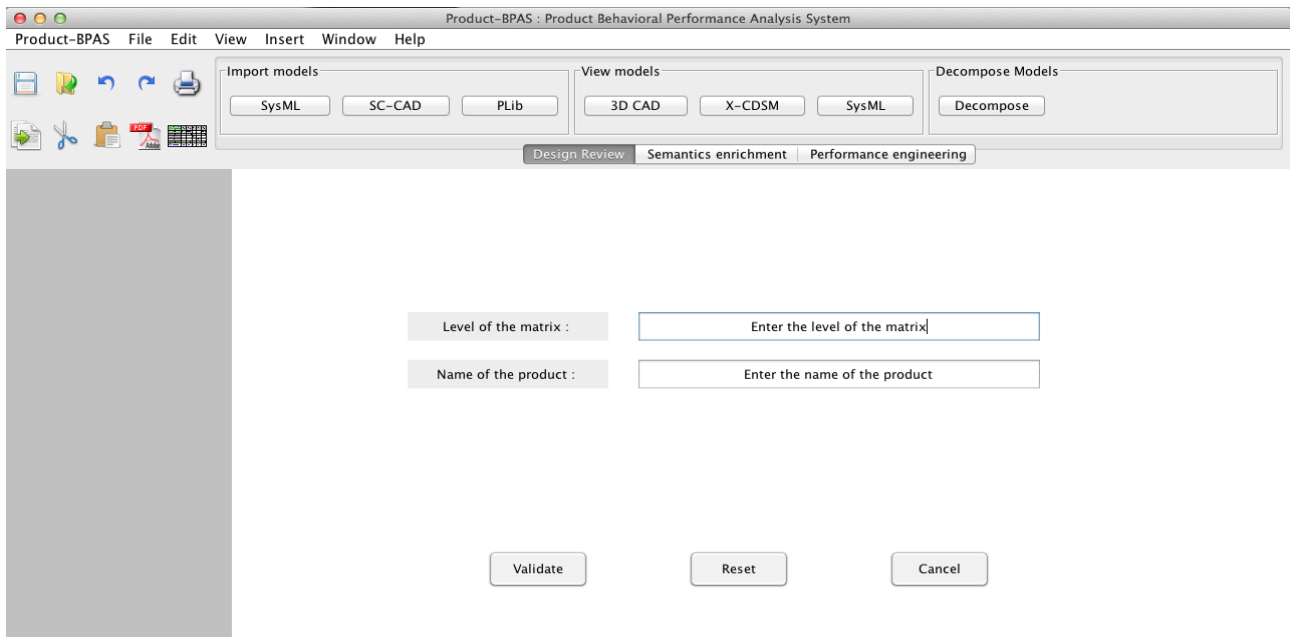 Product-BPAS : Product Behavioral Performance Analysis System
Product-BPAS File Edit View Insert Window Help
Import models View models Decompose Models
SysML SC-CAD PLib 3D CAD X-CDSM SysML Decompose
PDF
Adobe
Design Review Semantics enrichment Performance engineering
Level of the matrix : Enter the level of the matrix
Name of the product : Enter the name of the product
Validate Reset Cancel